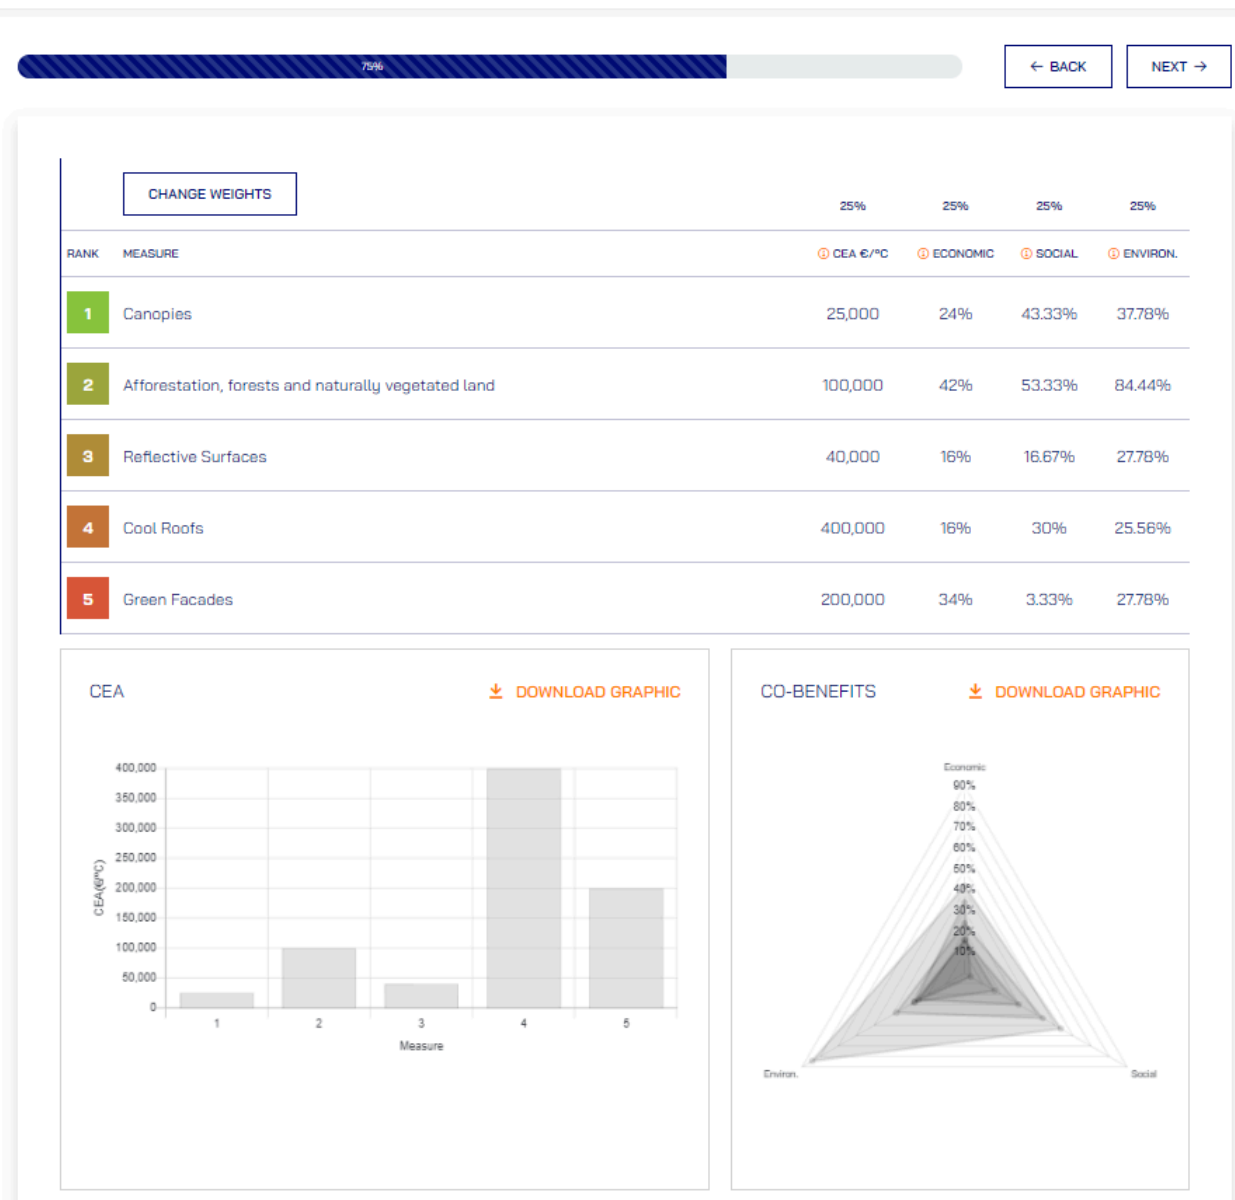 75%
← BACK
NEXT →
CHANGE WEIGHTS
25% 25% 25% 25%
RANK MEASURE CEA €/ºC ECONOMIC SOCIAL ENVIRON.
1 Canopies 25,000 24% 43.33% 37.78%
2 Afforestation, forests and naturally vegetated land 100,000 42% 53.33% 84.44%
3 Reflective Surfaces 40,000 16% 16.67% 27.78%
4 Cool Roofs 400,000 16% 30% 25.56%
5 Green Facades 200,000 34% 3.33% 27.78%
CEA
DOWNLOAD GRAPHIC
400,000
350,000
300,000
250,000
200,000
150,000
100,000
50,000
0
CEA(€/ºC)
1 2 3 4 5
Measure
CO-BENEFITS
DOWNLOAD GRAPHIC
Economic
90%
80%
70%
60%
50%
40%
30%
20%
10%
Environ.
Social